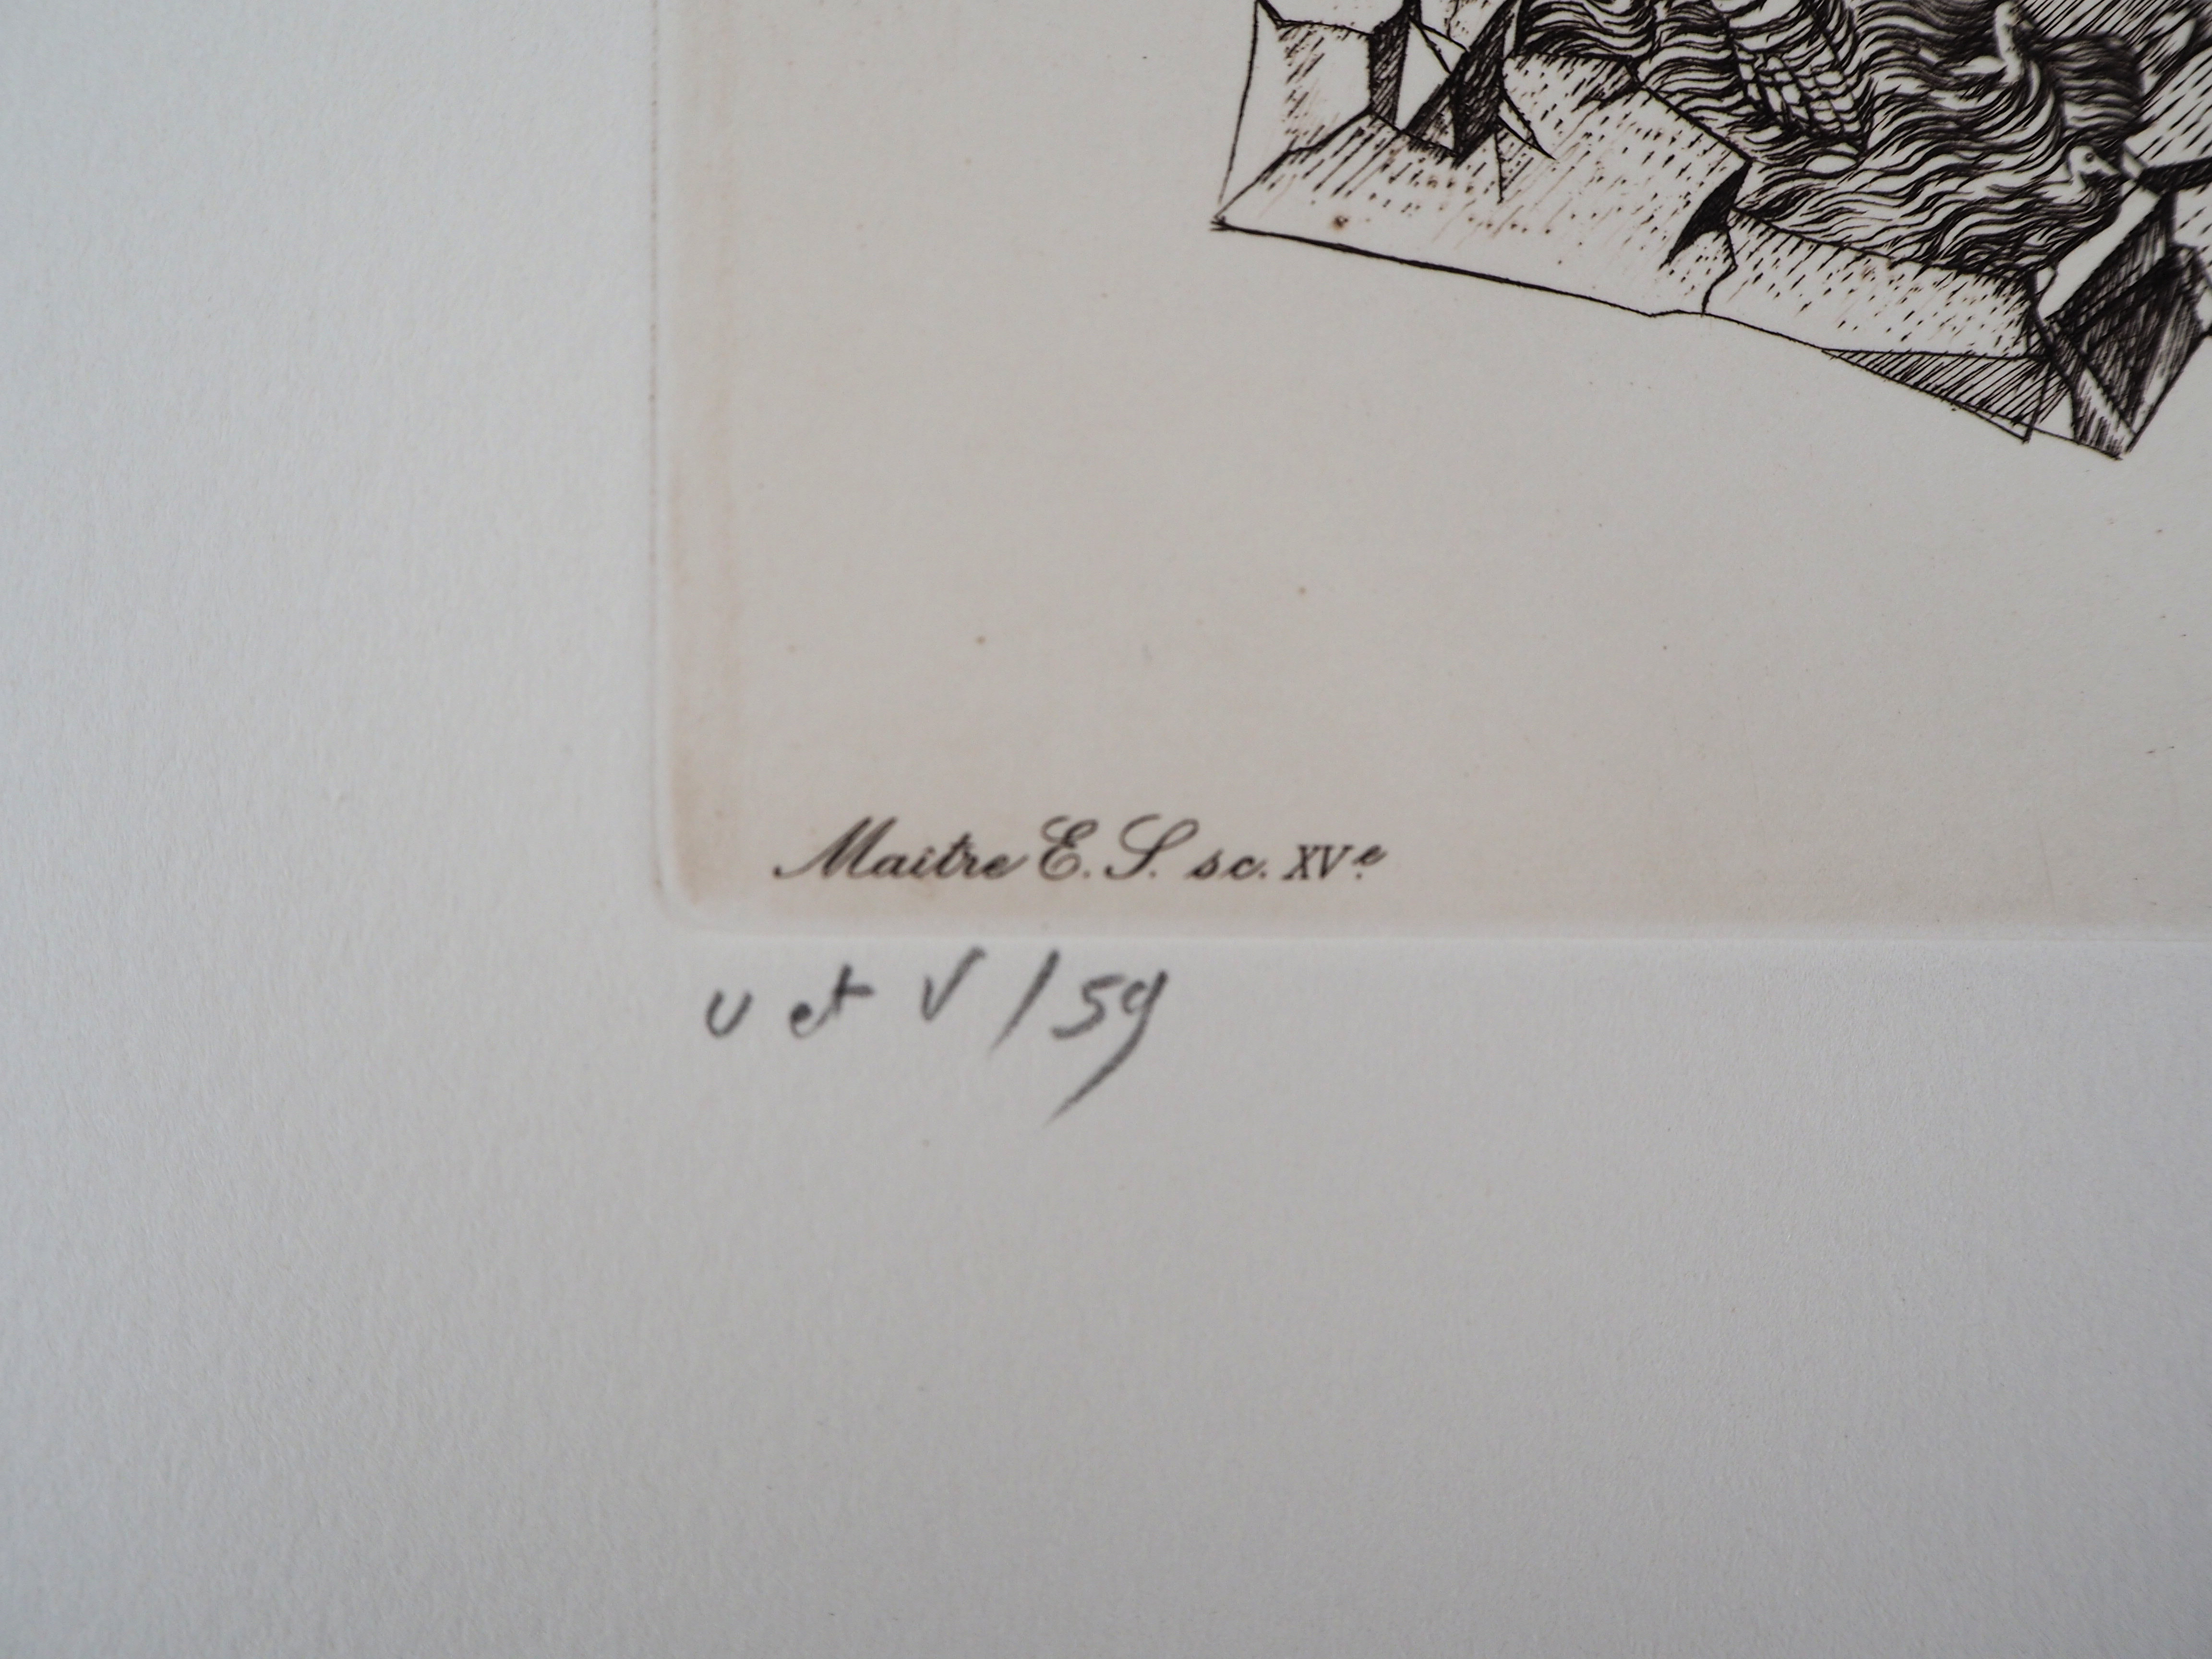 Maitre E. S. sc. XVe
u et v / 59